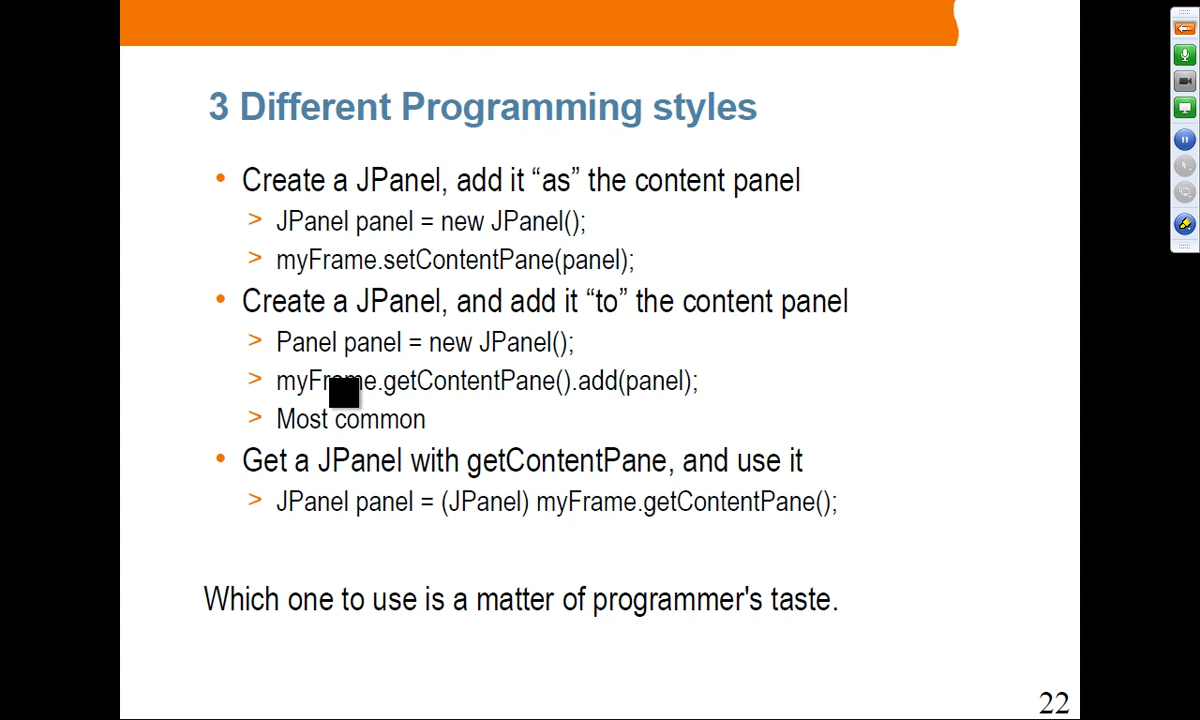 3 Different Programming styles
• Create a JPanel, add it “as” the content panel
> JPanel panel = new JPanel();
> myFrame.setContentPane(panel);
• Create a JPanel, and add it “to” the content panel
> Panel panel = new JPanel();
> myFrame.getContentPane().add(panel);
> Most common
• Get a JPanel with getContentPane, and use it
> JPanel panel = (JPanel) myFrame.getContentPane();
Which one to use is a matter of programmer's taste.
22